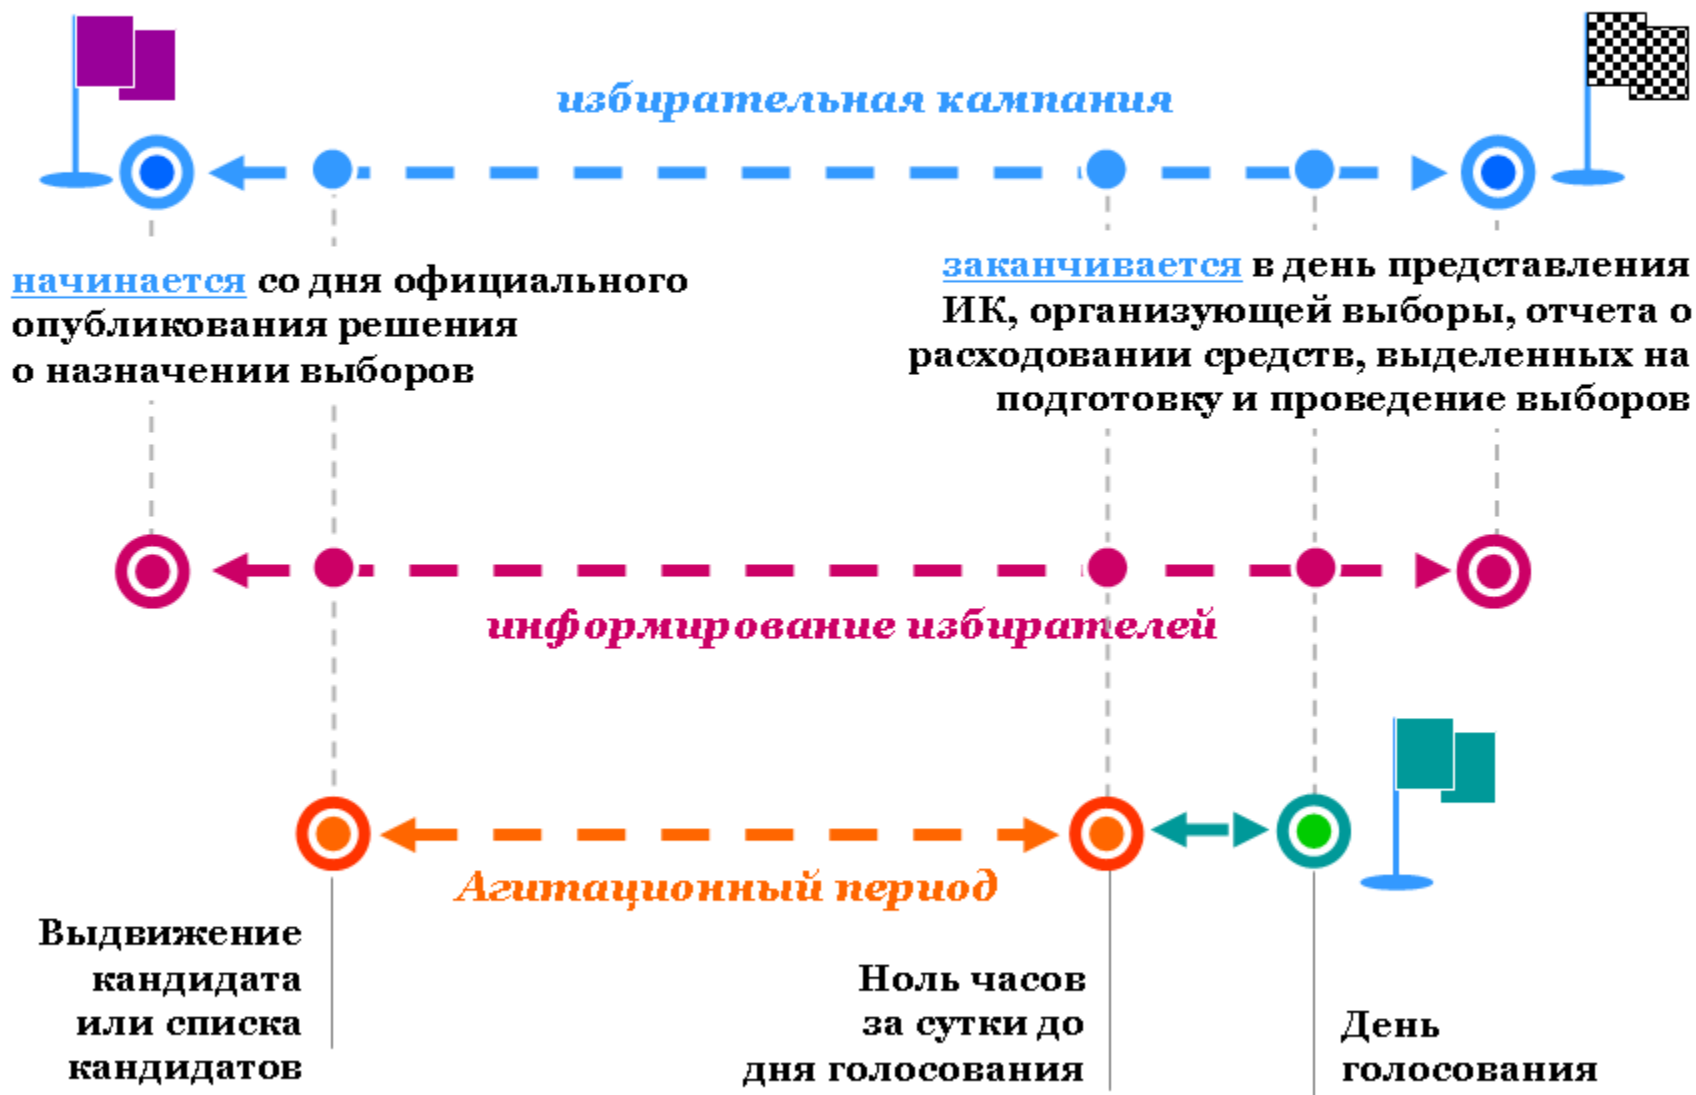 избирательная кампания
начинается со дня официального
опубликования решения
о назначении выборов
заканчивается в день представления
ИК, организующей выборы, отчета о
расходовании средств, выделенных на
подготовку и проведение выборов
информирование избирателей
Агитационный период
Выдвижение
кандидата
или списка
кандидатов
Ноль часов
за сутки до
дня голосования
День
голосования